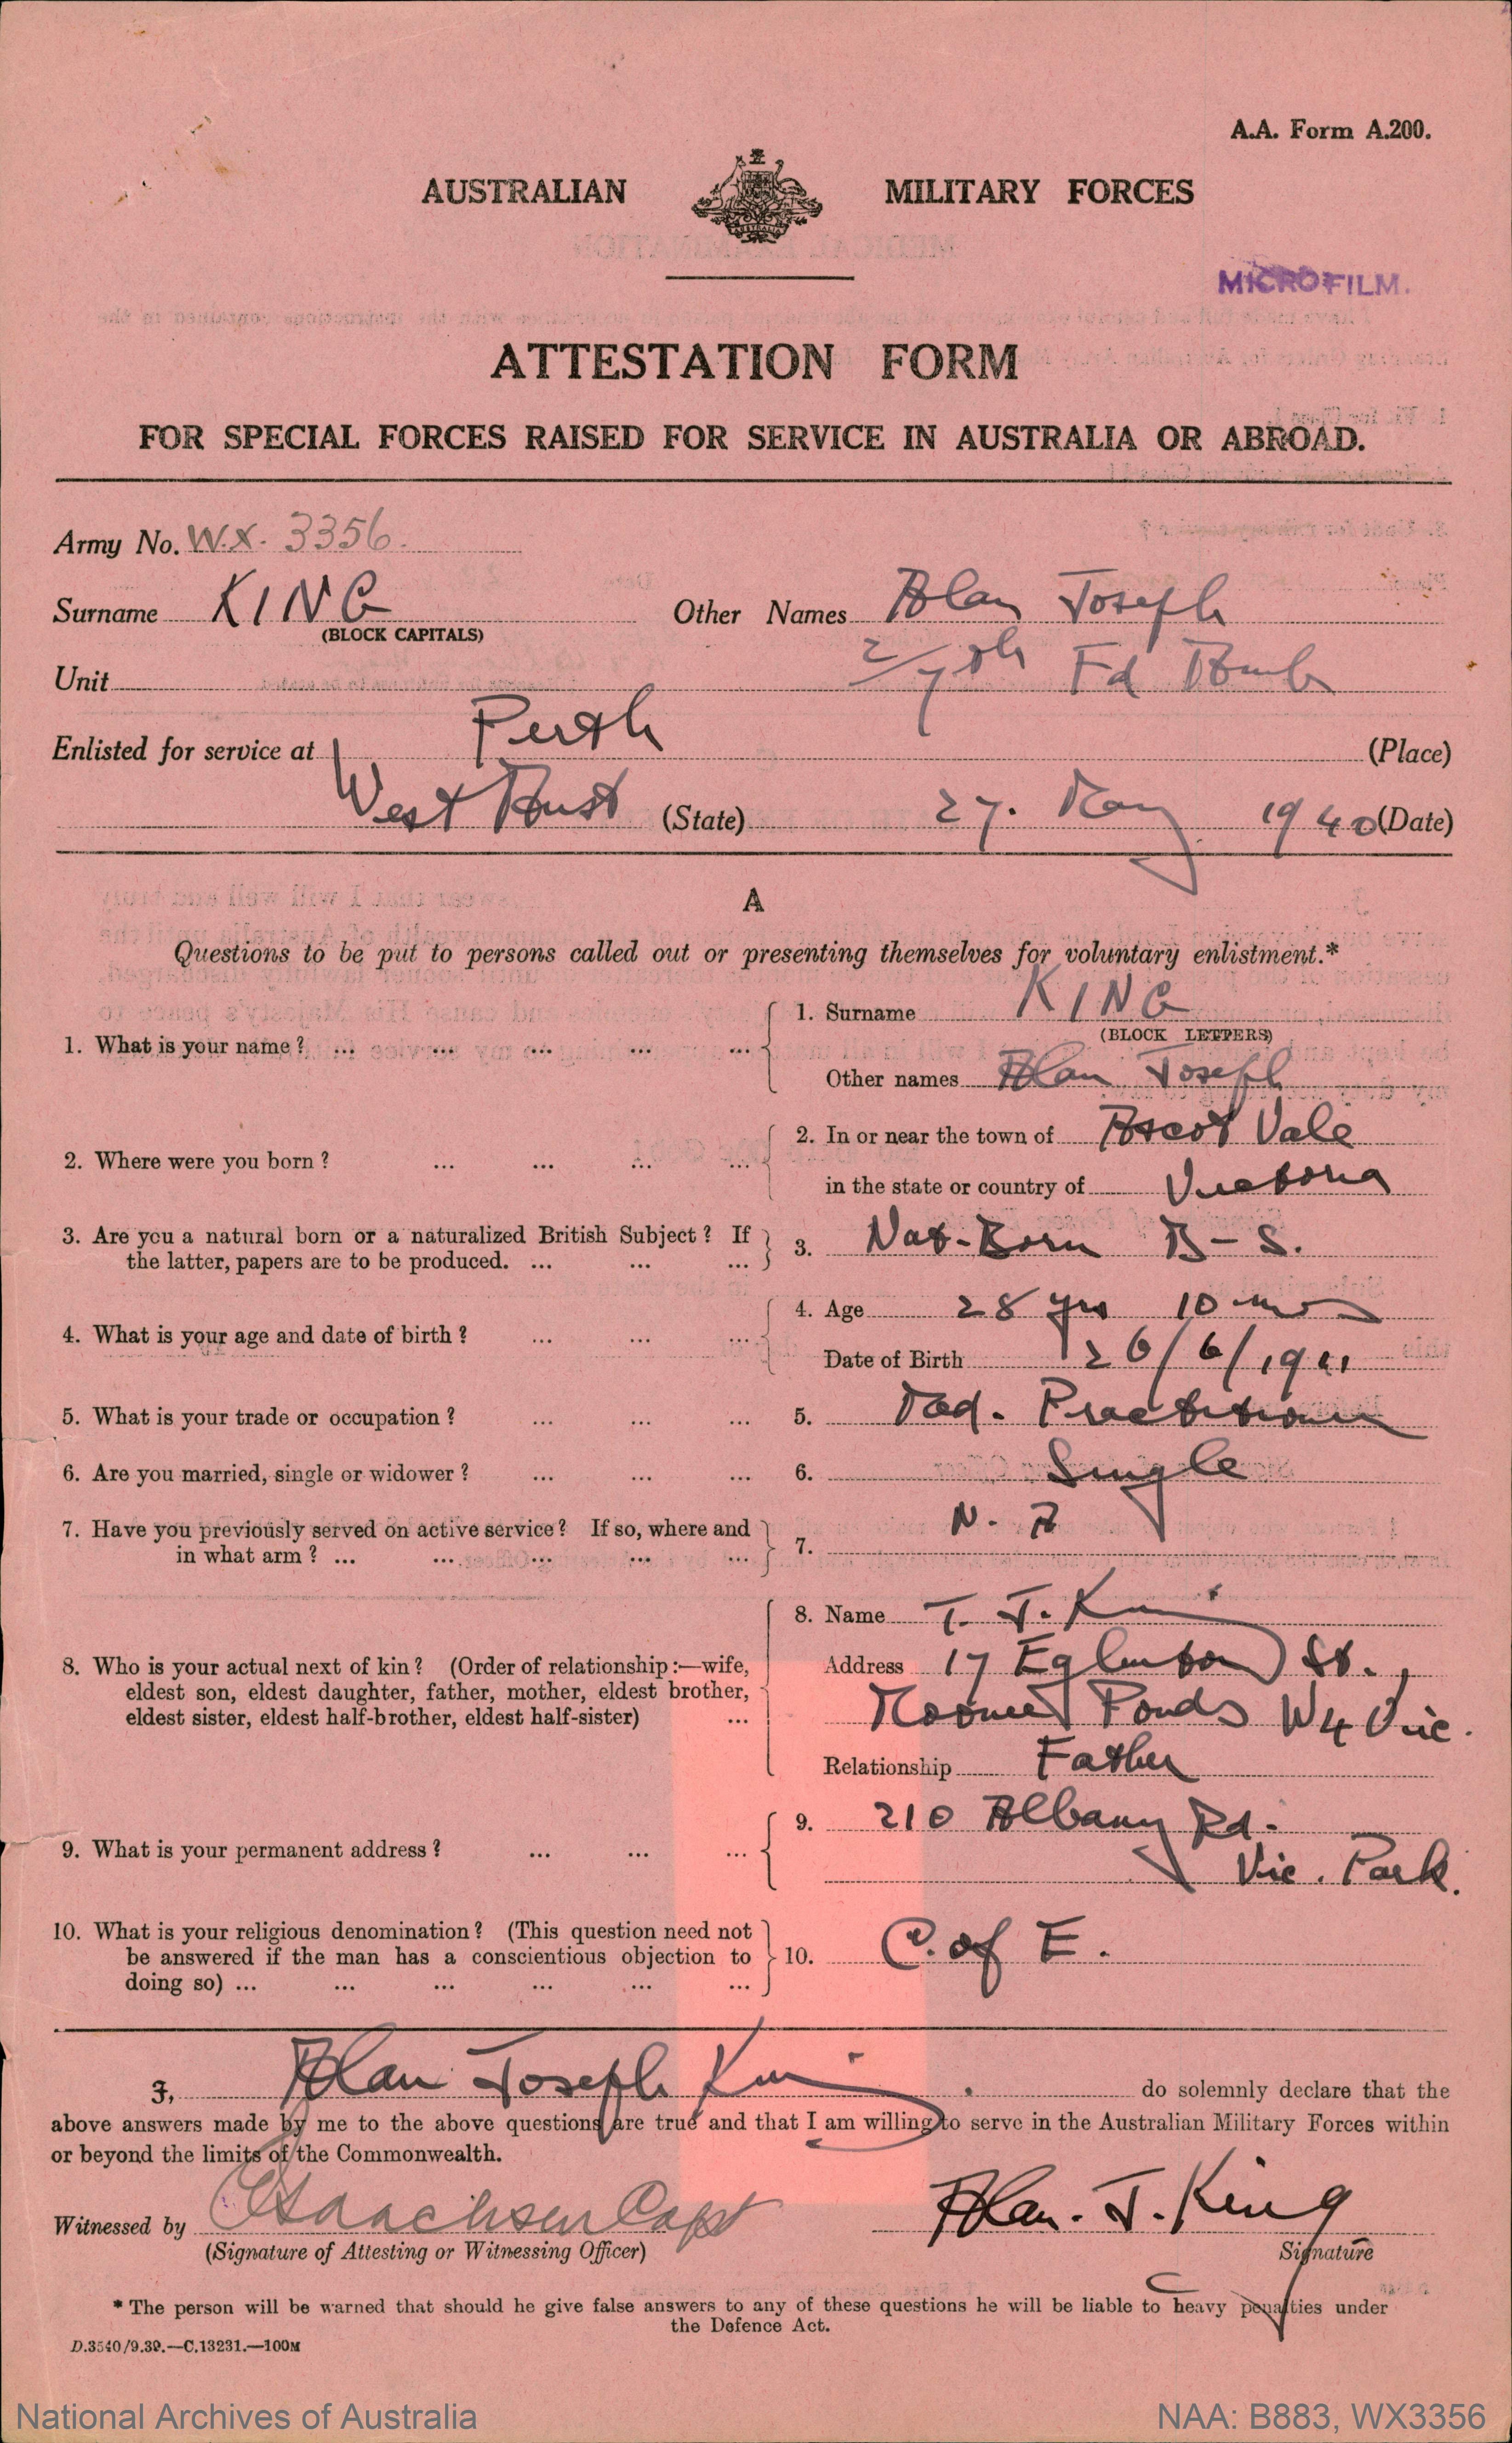 A.A. Form A.200.
AUSTRALIAN MILITARY FORCES
MICROFILM.
ATTESTATION FORM
FOR SPECIAL FORCES RAISED FOR SERVICE IN AUSTRALIA OR ABROAD.
Army No. W.X. 3356.
Surname KING Other Names Alan Joseph
(BLOCK CAPITALS)
Unit 2/7th Fd Amb
Enlisted for service at Perth (Place)
West Aust (State) 27. May 1940 (Date)
A
Questions to be put to persons called out or presenting themselves for voluntary enlistment.*
1. What is your name? ... ... ... ... ... 1. Surname KING
(BLOCK LETTERS)
Other names Alan Joseph
2. Where were you born? ... ... ... ... 2. In or near the town of Ascot Vale
in the state or country of Victoria
3. Are you a natural born or a naturalized British Subject? If
the latter, papers are to be produced. ... ... ... 3. Nat-Born B-S.
4. What is your age and date of birth? ... ... ... 4. Age 28 yrs 10 mos
Date of Birth 26/6/1911
5. What is your trade or occupation? ... ... ... 5. Med. Practitioner
6. Are you married, single or widower? ... ... ... 6. Single
7. Have you previously served on active service? If so, where and
in what arm? ... ... ... ... ... 7. N. A
8. Name T. J. King
8. Who is your actual next of kin? (Order of relationship:—wife, Address 17 Eglinton St.,
eldest son, eldest daughter, father, mother, eldest brother,
eldest sister, eldest half-brother, eldest half-sister) ... Moonee Ponds W4 Vic.
Relationship Father
9. What is your permanent address? ... ... ... 9. 210 Albany Rd.
Vic. Park.
10. What is your religious denomination? (This question need not
be answered if the man has a conscientious objection to 10. C. of E.
doing so) ... ... ... ... ... ...
I, Alan Joseph King . do solemnly declare that the
above answers made by me to the above questions are true and that I am willing to serve in the Australian Military Forces within
or beyond the limits of the Commonwealth.
Witnessed by Isaachsen Capt Alan. J. King
(Signature of Attesting or Witnessing Officer) Signature
* The person will be warned that should he give false answers to any of these questions he will be liable to heavy penalties under
the Defence Act.
D.3540/9.39.—C.13231.—100M
National Archives of Australia NAA: B883, WX3356